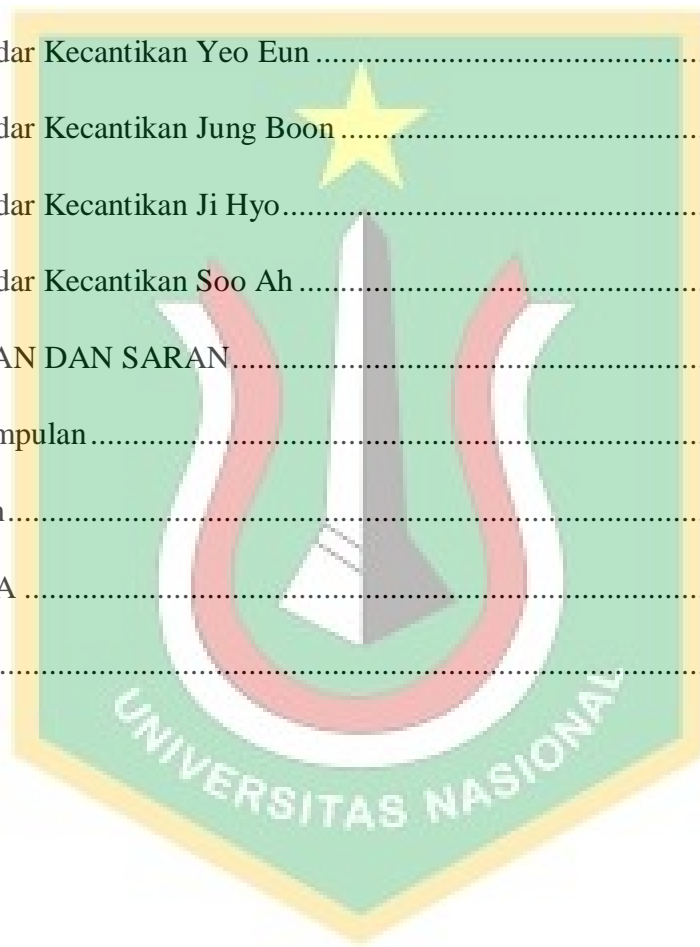 dar Kecantikan Yeo Eun ........................................
dar Kecantikan Jung Boon .....................................
dar Kecantikan Ji Hyo ............................................
dar Kecantikan Soo Ah ..........................................
AN DAN SARAN ..................................................
mpulan ................................................................
n ..........................................................................
A .........................................................................
............................................................................
UNIVERSITAS NASIONAL